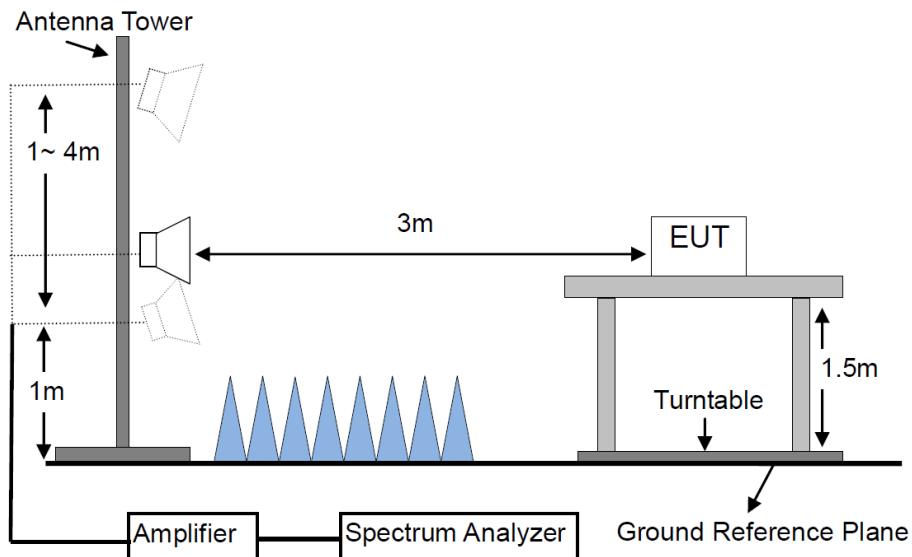 Antenna Tower
1~ 4m
3m
EUT
1m
1.5m
Turntable
Amplifier
Spectrum Analyzer
Ground Reference Plane